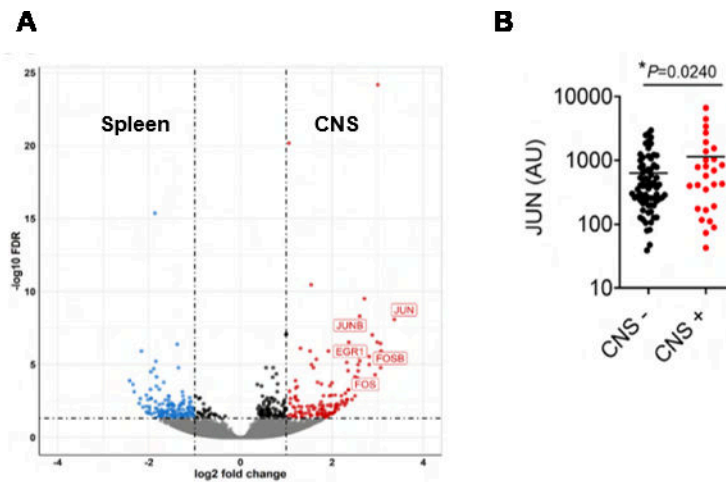 A
25
20
15
10
5
0
-log10 FDR
Spleen
CNS
JUN
JUNB
EGR1
FOSB
FOS
-4
-2
0
2
4
log2 fold change
B
*P=0.0240
10000
1000
100
10
JUN (AU)
CNS -
CNS +